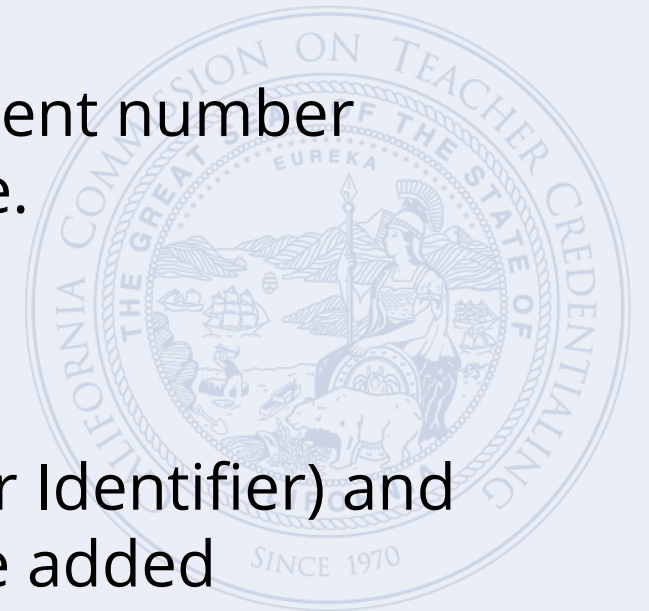 COMMISSION ON TEACHER CREDENTIALING
ent number
THE GREAT SEAL OF THE STATE OF
EUREKA
e.
CALIFORNIA
r Identifier) and
SINCE 1970
e added